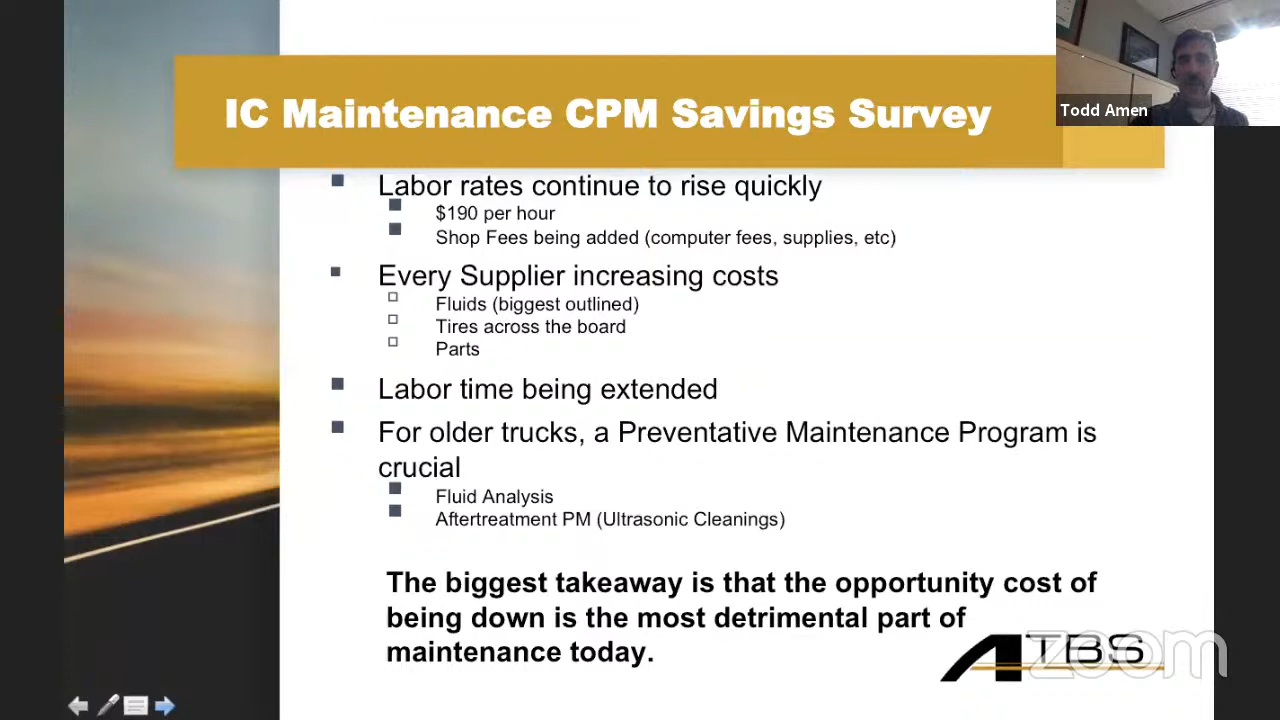 IC Maintenance CPM Savings Survey
Todd Amen
Labor rates continue to rise quickly
$190 per hour
Shop Fees being added (computer fees, supplies, etc)
Every Supplier increasing costs
Fluids (biggest outlined)
Tires across the board
Parts
Labor time being extended
For older trucks, a Preventative Maintenance Program is
crucial
Fluid Analysis
Aftertreatment PM (Ultrasonic Cleanings)
The biggest takeaway is that the opportunity cost of
being down is the most detrimental part of
maintenance today.
ATBS
zoom